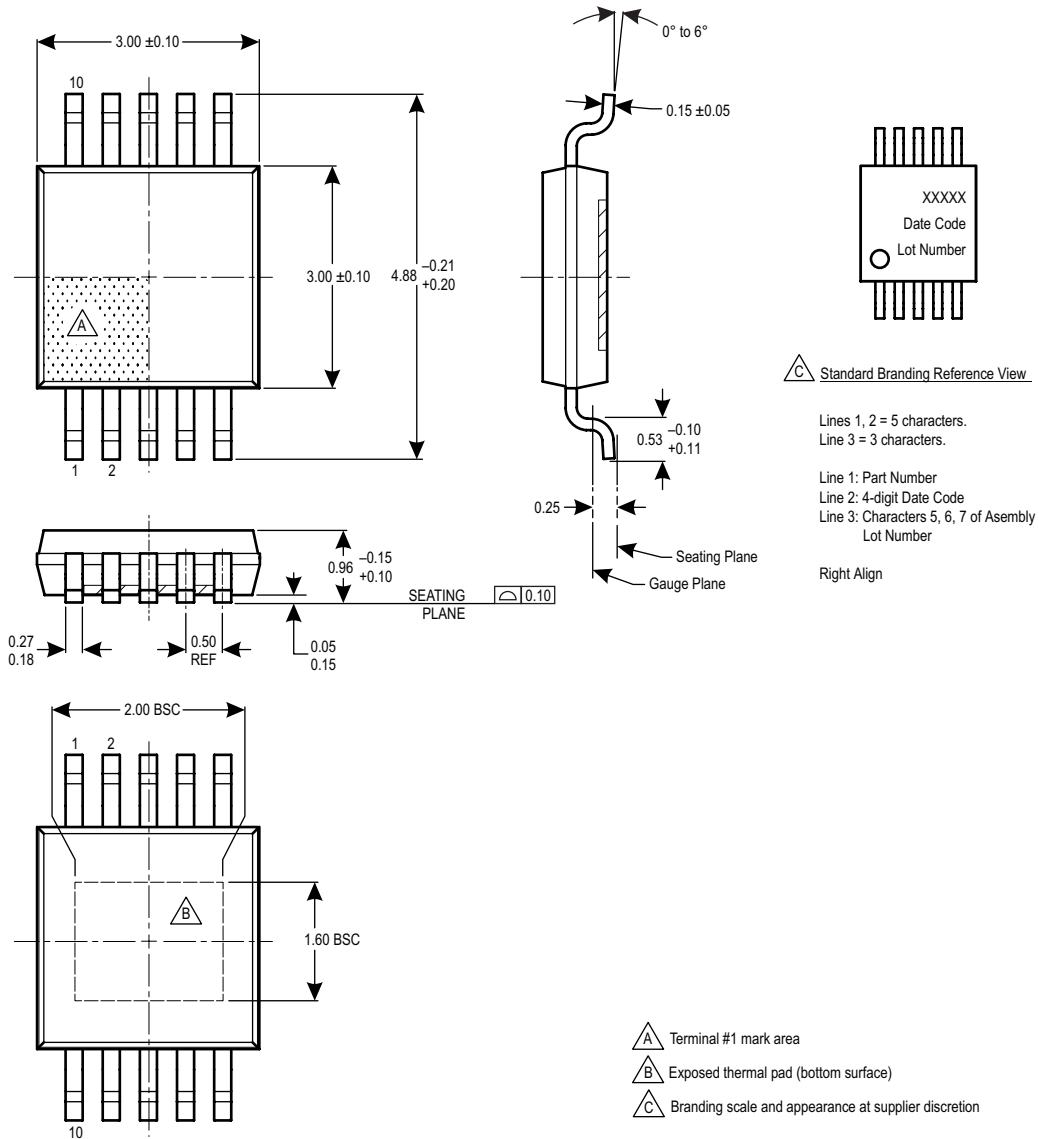 3.00 ±0.10
10
3.00 ±0.10
4.88 –0.21
+0.20
A
1 2
0° to 6°
0.15 ±0.05
0.53 –0.10
+0.11
0.25
Seating Plane
Gauge Plane
XXXXX
Date Code
Lot Number
C Standard Branding Reference View
Lines 1, 2 = 5 characters.
Line 3 = 3 characters.
Line 1: Part Number
Line 2: 4-digit Date Code
Line 3: Characters 5, 6, 7 of Asembly
Lot Number
Right Align
0.96 –0.15
+0.10
SEATING
PLANE
0.10
0.27
0.18
0.50
REF
0.05
0.15
2.00 BSC
1 2
B
1.60 BSC
10
A Terminal #1 mark area
B Exposed thermal pad (bottom surface)
C Branding scale and appearance at supplier discretion